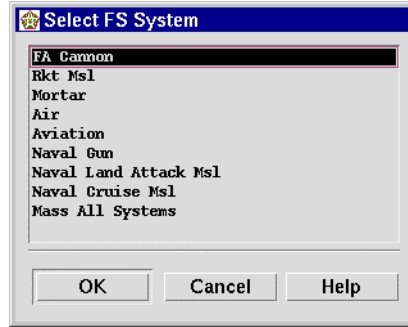 Select FS System
FA Cannon
Rkt Msl
Mortar
Air
Aviation
Naval Gun
Naval Land Attack Msl
Naval Cruise Msl
Mass All Systems
OK Cancel Help